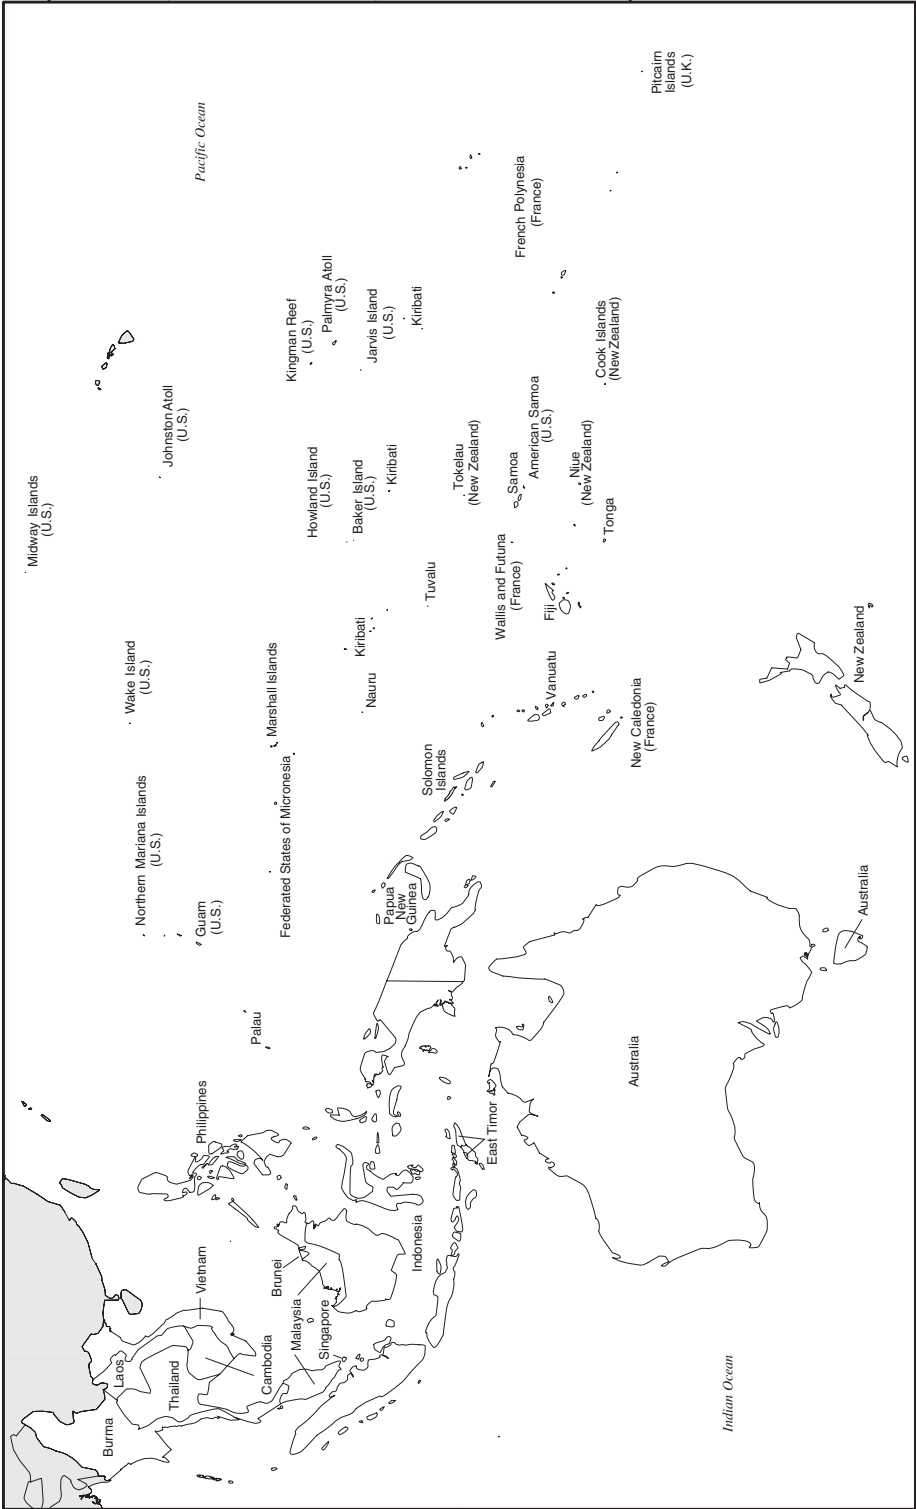 Midway Islands
(U.S.)
Pacific Ocean
Northern Mariana Islands
(U.S.)
Wake Island
(U.S.)
Johnston Atoll
(U.S.)
Philippines
Guam
(U.S.)
Palau
Federated States of Micronesia
Marshall Islands
Howland Island
(U.S.)
Kingman Reef
(U.S.)
Palmyra Atoll
(U.S.)
Burma
Laos
Thailand
Vietnam
Cambodia
Brunei
Malaysia
Singapore
Indonesia
Nauru
Kiribati
Baker Island
(U.S.)
Kiribati
Jarvis Island
(U.S.)
Kiribati
Papua
New
Guinea
Solomon
Islands
Tuvalu
Tokelau
(New Zealand)
East Timor
Wallis and Futuna
(France)
Samoa
American Samoa
(U.S.)
French Polynesia
(France)
Vanuatu
Fiji
Niue
(New Zealand)
Tonga
Cook Islands
(New Zealand)
Pitcairn
Islands
(U.K.)
New Caledonia
(France)
Australia
Indian Ocean
Australia
New Zealand